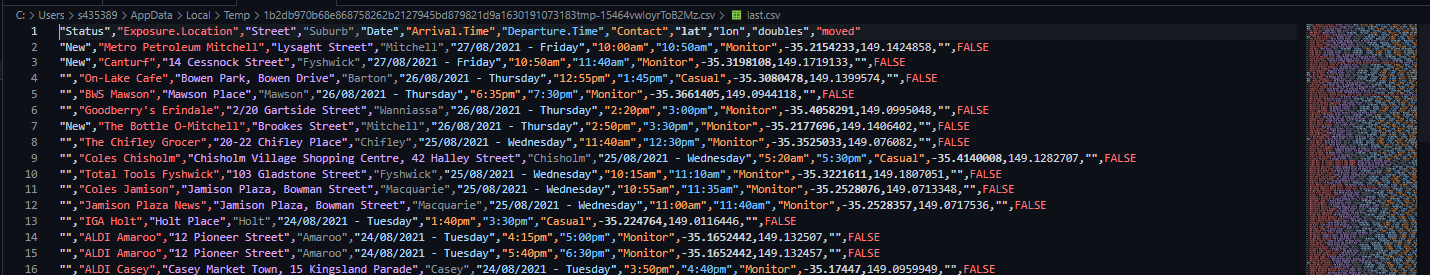 C: > Users > s435389 > AppData > Local > Temp > 1b2db970b68e868758262b2127945bd879821d9a1630191073183tmp-15464vwIoyrToB2Mz.csv > last.csv
1 "Status","Exposure.Location","Street","Suburb","Date","Arrival.Time","Departure.Time","Contact","lat","lon","doubles","moved"
2 "New","Metro Petroleum Mitchell","Lysaght Street","Mitchell","27/08/2021 - Friday","10:00am","10:50am","Monitor",-35.2154233,149.1424858,"",FALSE
3 "New","Canturf","14 Cessnock Street","Fyshwick","27/08/2021 - Friday","10:50am","11:40am","Monitor",-35.3198108,149.1719133,"",FALSE
4 "","On-Lake Cafe","Bowen Park, Bowen Drive","Barton","26/08/2021 - Thursday","12:55pm","1:45pm","Casual",-35.3080478,149.1399574,"",FALSE
5 "","BWS Mawson","Mawson Place","Mawson","26/08/2021 - Thursday","6:35pm","7:30pm","Monitor",-35.3661405,149.0944118,"",FALSE
6 "","Goodberry's Erindale","2/20 Gartside Street","Wanniassa","26/08/2021 - Thursday","2:20pm","3:00pm","Monitor",-35.4058291,149.0995048,"",FALSE
7 "New","The Bottle O-Mitchell","Brookes Street","Mitchell","26/08/2021 - Thursday","2:50pm","3:30pm","Monitor",-35.2177696,149.1406402,"",FALSE
8 "","The Chifley Grocer","20-22 Chifley Place","Chifley","25/08/2021 - Wednesday","11:40am","12:30pm","Monitor",-35.3525033,149.076082,"",FALSE
9 "","Coles Chisholm","Chisholm Village Shopping Centre, 42 Halley Street","Chisholm","25/08/2021 - Wednesday","5:20am","5:30pm","Casual",-35.4140008,149.1282707,"",FALSE
10 "","Total Tools Fyshwick","103 Gladstone Street","Fyshwick","25/08/2021 - Wednesday","10:15am","11:10am","Monitor",-35.3221611,149.1807051,"",FALSE
11 "","Coles Jamison","Jamison Plaza, Bowman Street","Macquarie","25/08/2021 - Wednesday","10:55am","11:35am","Monitor",-35.2528076,149.0713348,"",FALSE
12 "","Jamison Plaza News","Jamison Plaza, Bowman Street","Macquarie","25/08/2021 - Wednesday","11:00am","11:40am","Monitor",-35.2528357,149.0717536,"",FALSE
13 "","IGA Holt","Holt Place","Holt","24/08/2021 - Tuesday","1:40pm","3:30pm","Casual",-35.224764,149.0116446,"",FALSE
14 "","ALDI Amaroo","12 Pioneer Street","Amaroo","24/08/2021 - Tuesday","4:15pm","5:00pm","Monitor",-35.1652442,149.132507,"",FALSE
15 "","ALDI Amaroo","12 Pioneer Street","Amaroo","24/08/2021 - Tuesday","5:40pm","6:30pm","Monitor",-35.1652442,149.132457,"",FALSE
16 "","ALDI Casey","Casey Market Town, 15 Kingsland Parade","Casey","24/08/2021 - Tuesday","3:50pm","4:40pm","Monitor",-35.17447,149.0959949,"",FALSE